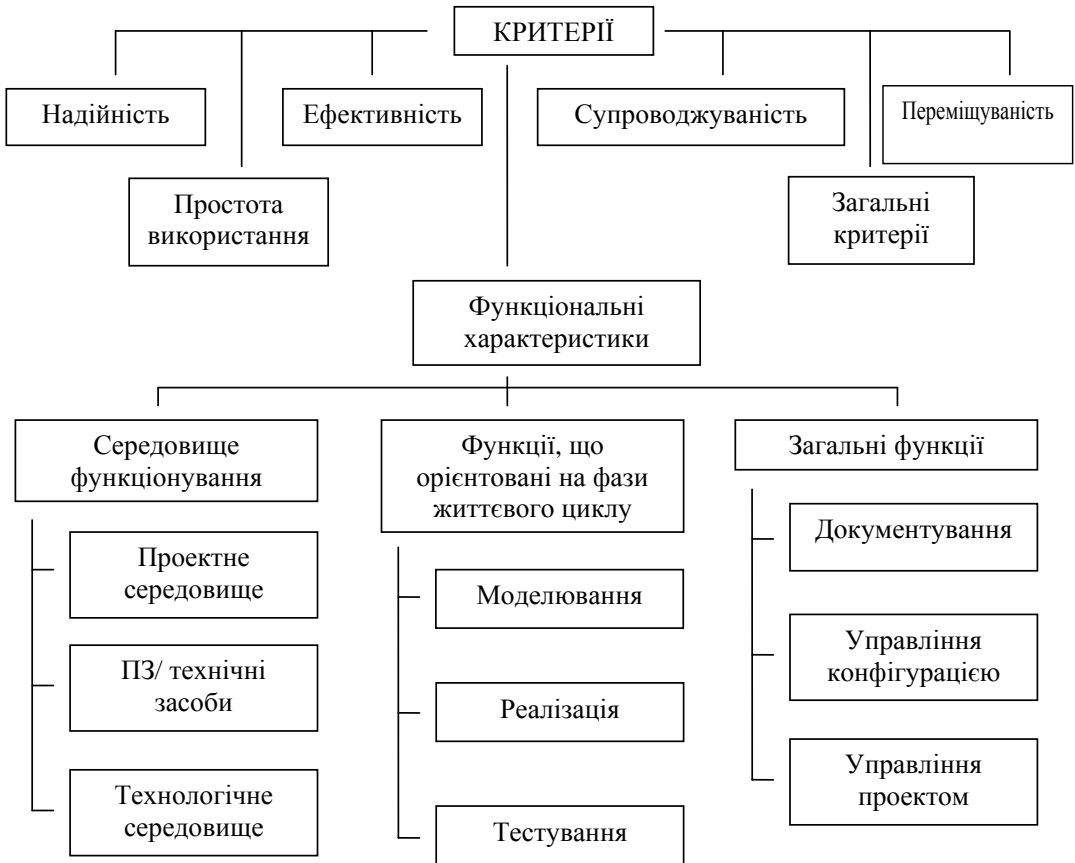 КРИТЕРІЇ
Надійність
Ефективність
Супроводжуваність
Переміщуваність
Простота
використання
Загальні
критерії
Функціональні
характеристики
Середовище
функціонування
Проектне
середовище
ПЗ/ технічні
засоби
Технологічне
середовище
Функції, що
орієнтовані на фази
життєвого циклу
Моделювання
Реалізація
Тестування
Загальні функції
Документування
Управління
конфігурацією
Управління
проектом